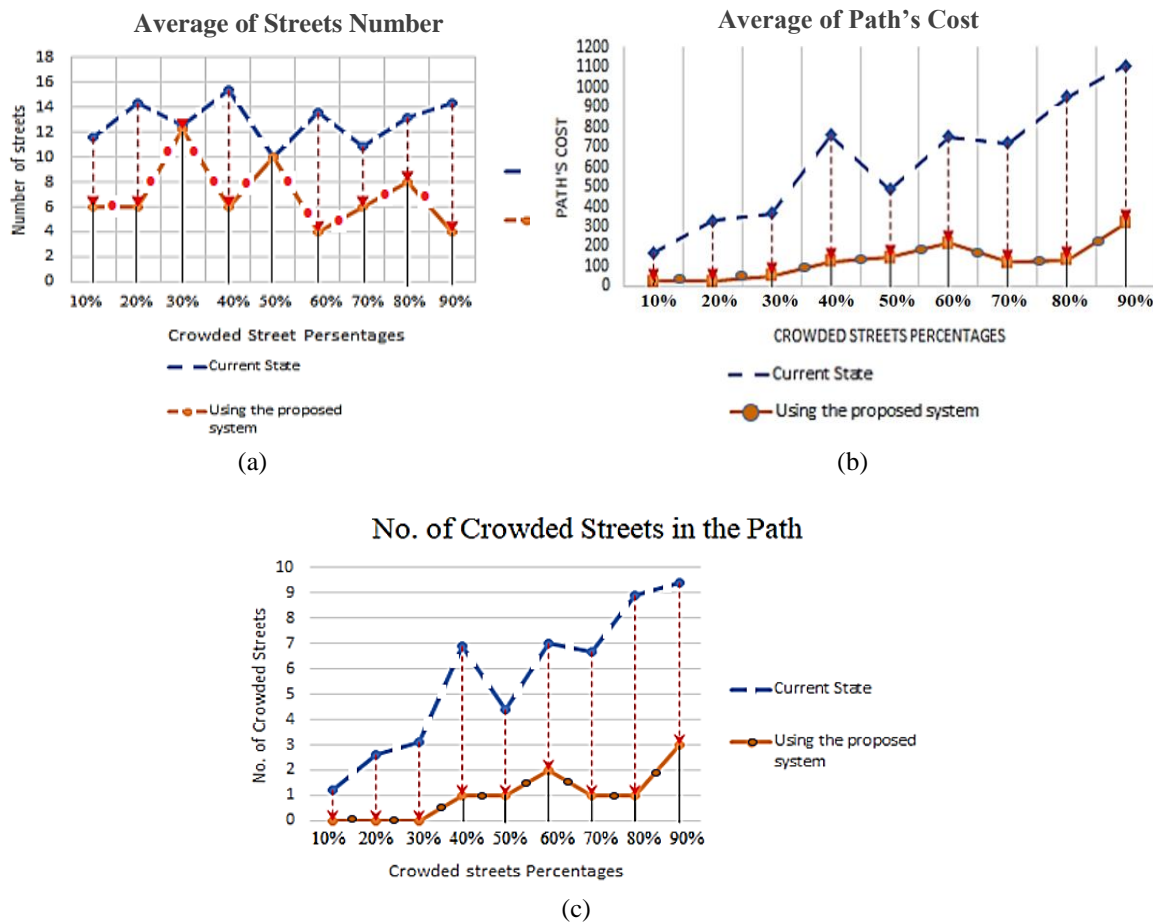 Average of Streets Number
Number of streets
18
16
14
12
10
8
6
4
2
0
10% 20% 30% 40% 50% 60% 70% 80% 90%
Crowded Street Persentages
Current State
Using the proposed
system
(a)
Average of Path's Cost
PATH'S COST
1200
1100
1000
900
800
700
600
500
400
300
200
100
0
10% 20% 30% 40% 50% 60% 70% 80% 90%
CROWDED STREETS PERCENTAGES
Current State
Using the proposed system
(b)
No. of Crowded Streets in the Path
No. of Crowded Streets
10
9
8
7
6
5
4
3
2
1
0
10% 20% 30% 40% 50% 60% 70% 80% 90%
Crowded streets Percentages
Current State
Using the proposed
system
(c)